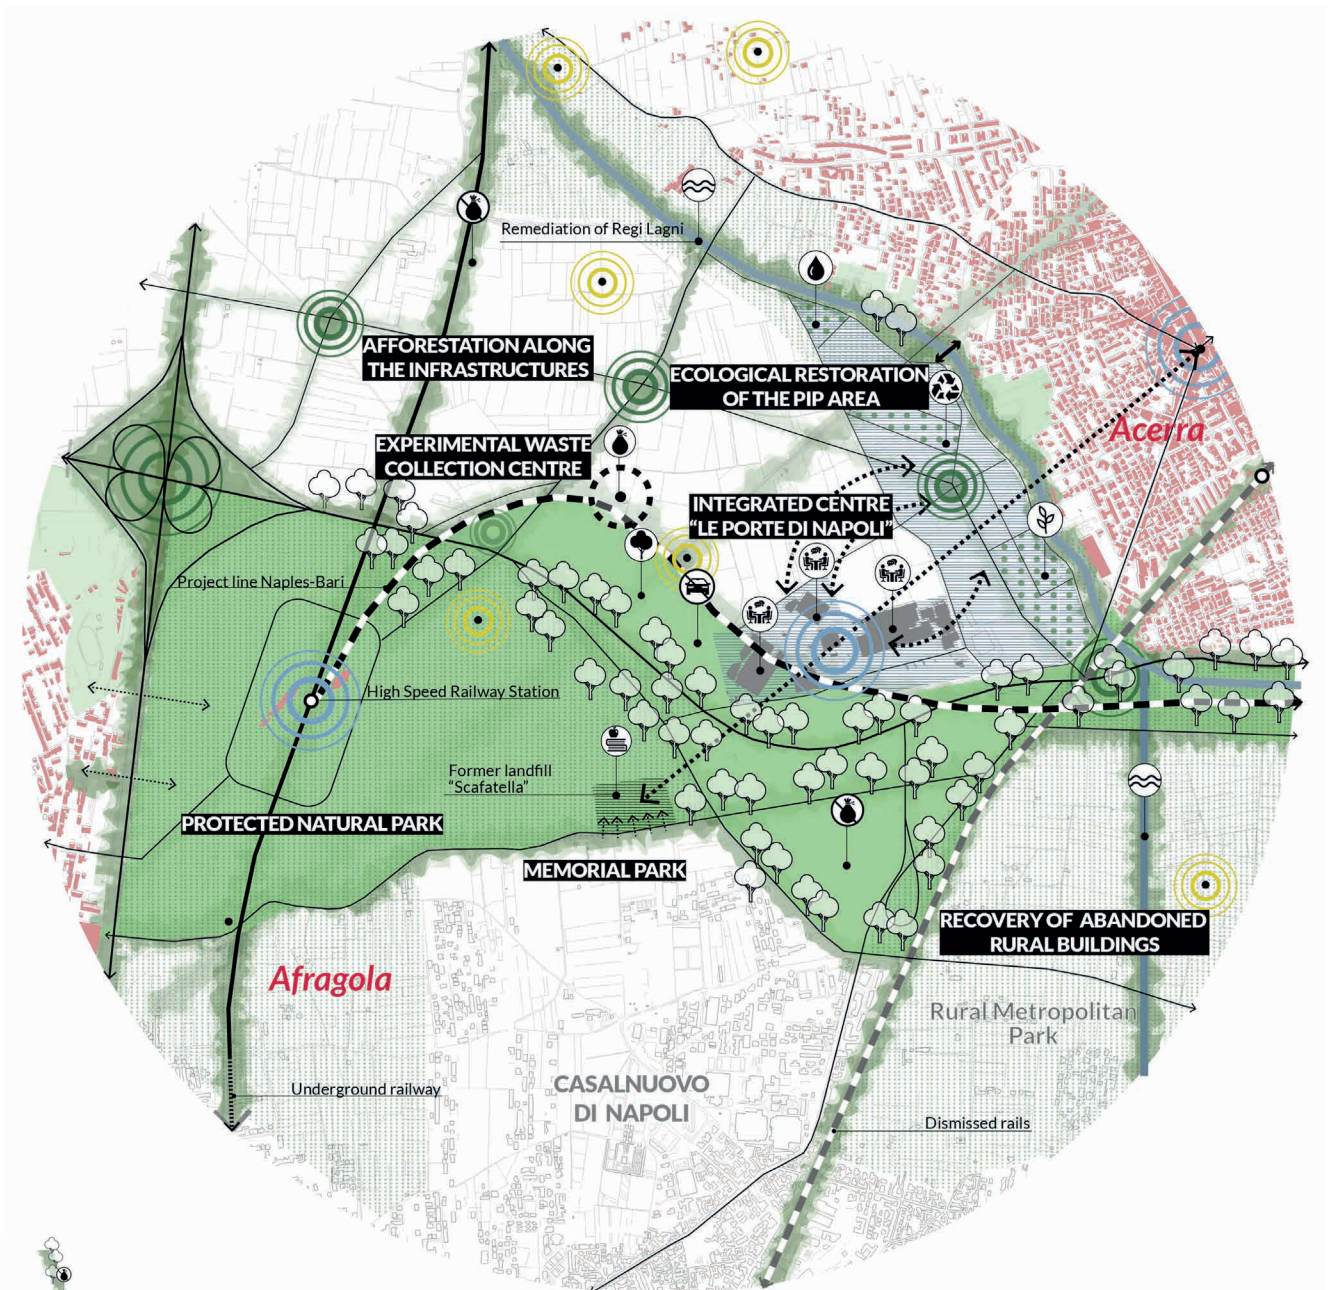 Remediation of Regi Lagni
AFFORESTATION ALONG
THE INFRASTRUCTURES
ECOLOGICAL RESTORATION
OF THE PIP AREA
Acerra
EXPERIMENTAL WASTE
COLLECTION CENTRE
INTEGRATED CENTRE
“LE PORTE DI NAPOLI”
Project line Naples-Bari
High Speed Railway Station
Former landfill
“Scafatella”
PROTECTED NATURAL PARK
MEMORIAL PARK
RECOVERY OF ABANDONED
RURAL BUILDINGS
Afragola
Rural Metropolitan
Park
Underground railway
CASALNUOVO
DI NAPOLI
Dismissed rails